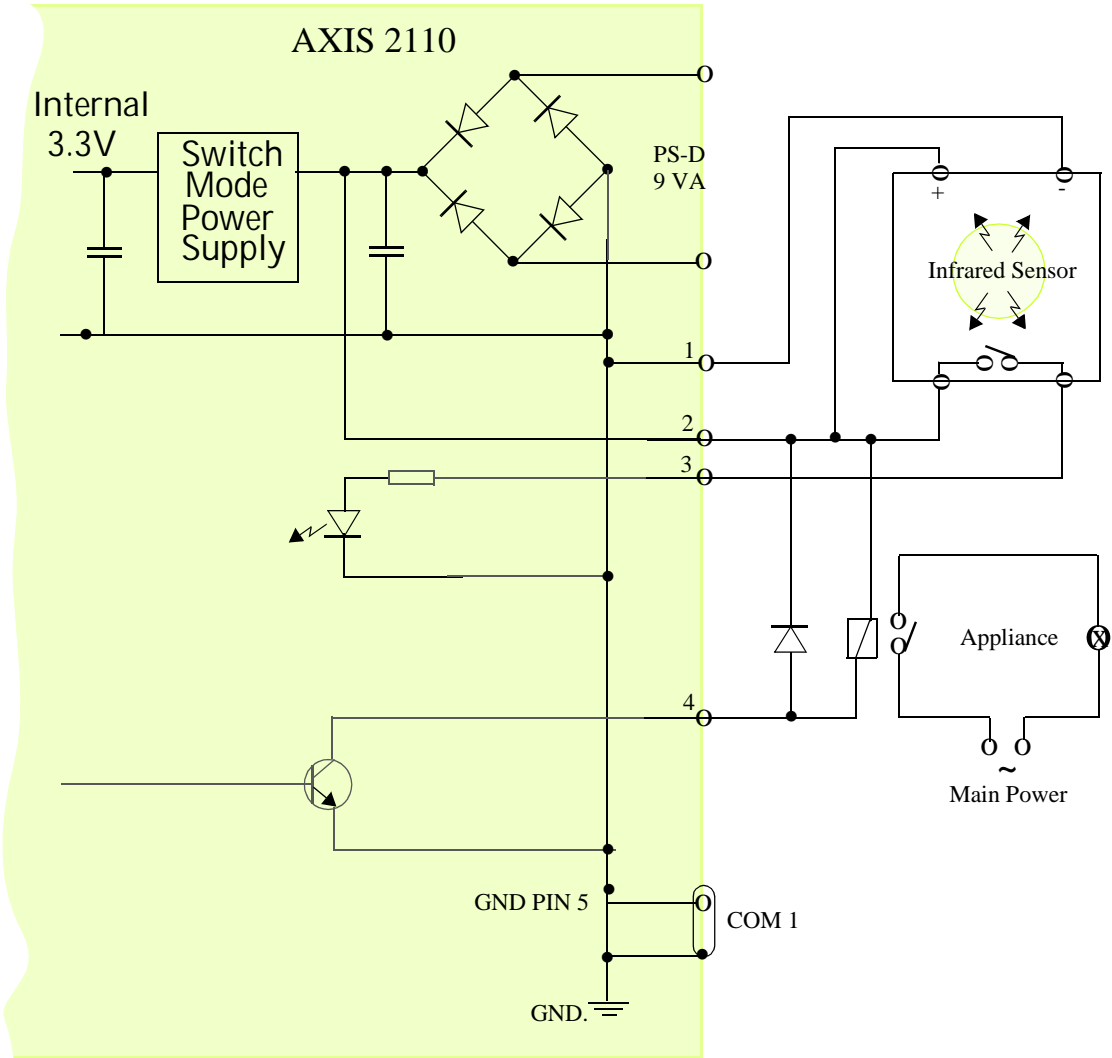 AXIS 2110
Internal
3.3V
Switch
Mode
Power
Supply
PS-D
9 VA
+
-
Infrared Sensor
1
2
3
Appliance
X
4
~
Main Power
GND PIN 5
COM 1
GND.